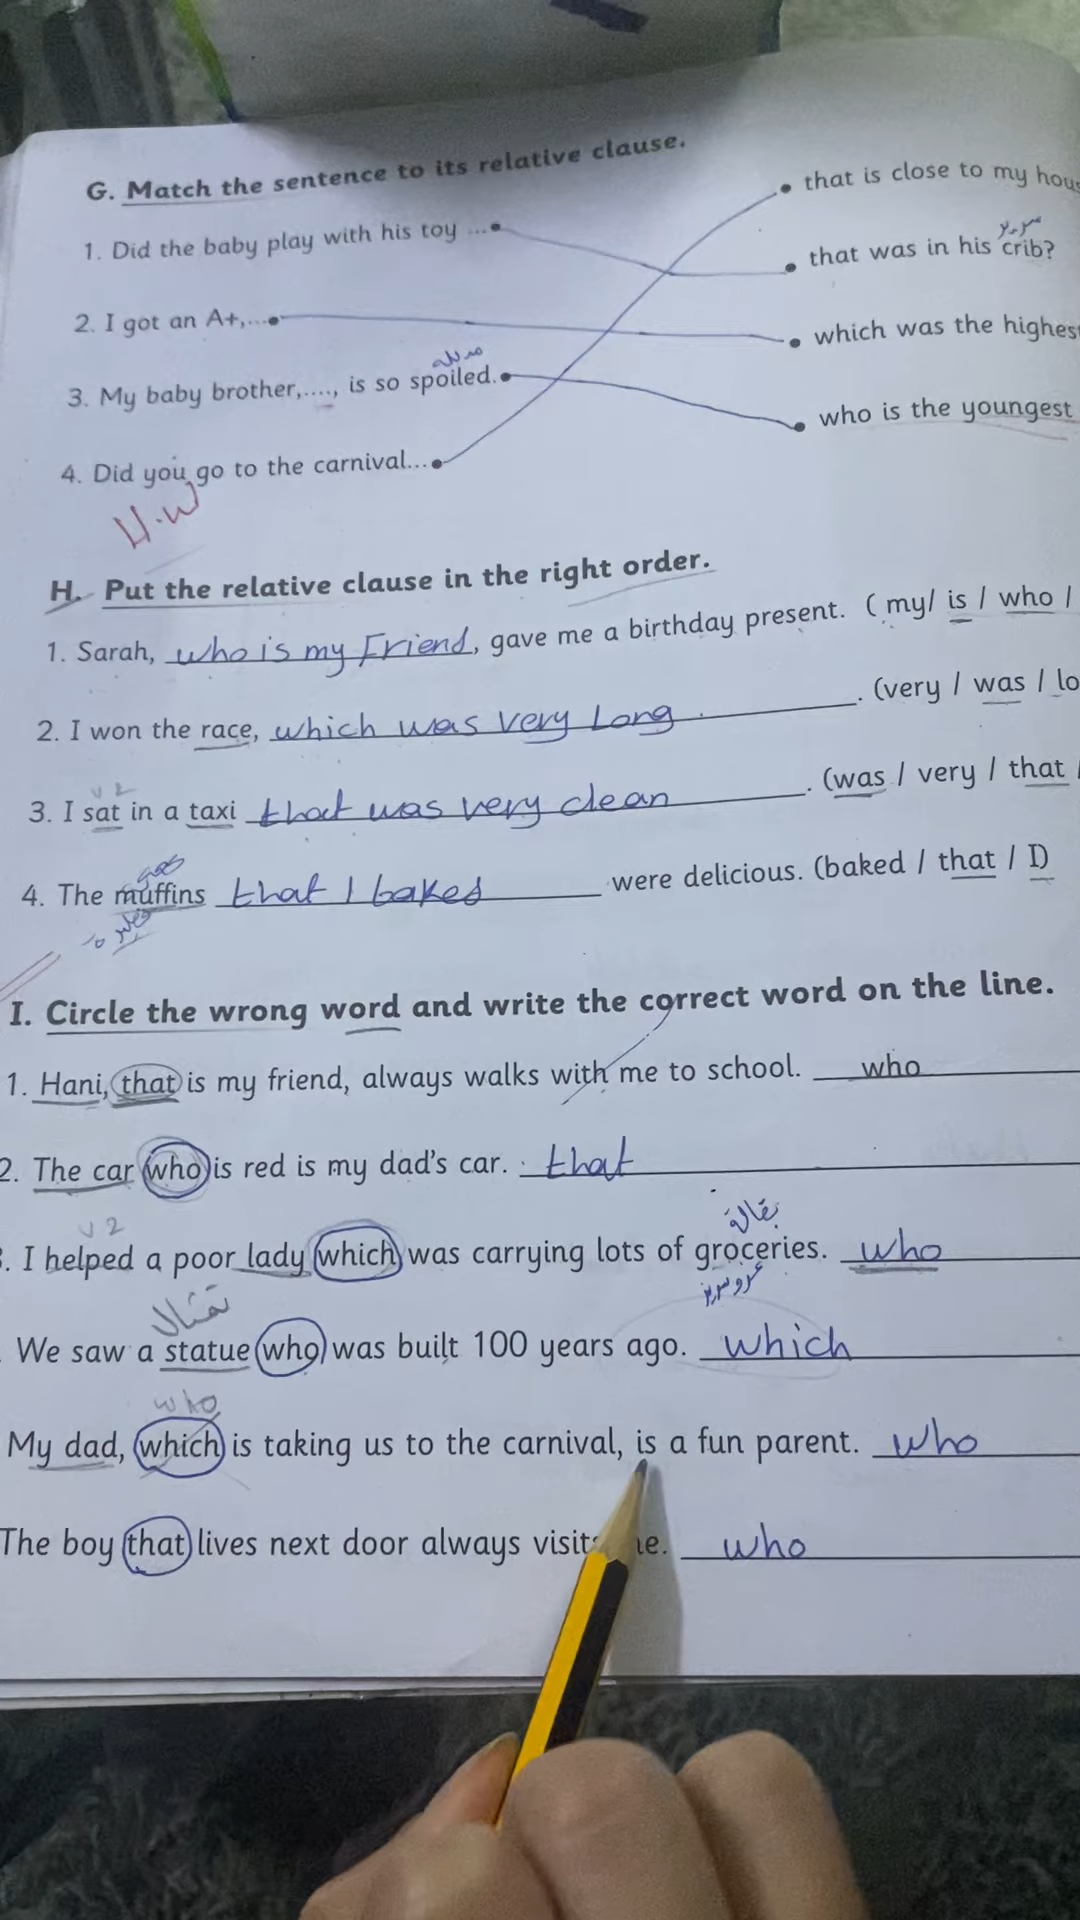 G. Match the sentence to its relative clause.
that is close to my hou
1. Did the baby play with his toy ...
سرير
that was in his crib?
2. I got an A+,...
which was the highes
مدللة
3. My baby brother,...., is so spoiled.
who is the youngest
4. Did you go to the carnival...
H.W
H. Put the relative clause in the right order.
1. Sarah, who is my Friend, gave me a birthday present. ( my/ is / who /
2. I won the race, which was very Long. (very / was / lo
v 2
3. I sat in a taxi that was very clean. (was / very / that
4. The muffins that I baked were delicious. (baked / that / I)
I. Circle the wrong word and write the correct word on the line.
1. Hani, that is my friend, always walks with me to school. who
2. The car who is red is my dad's car. that
v 2
بقالة
. I helped a poor lady which was carrying lots of groceries. who
تمثال
We saw a statue who was built 100 years ago. which
who
My dad, which is taking us to the carnival, is a fun parent. who
The boy that lives next door always visits me. who